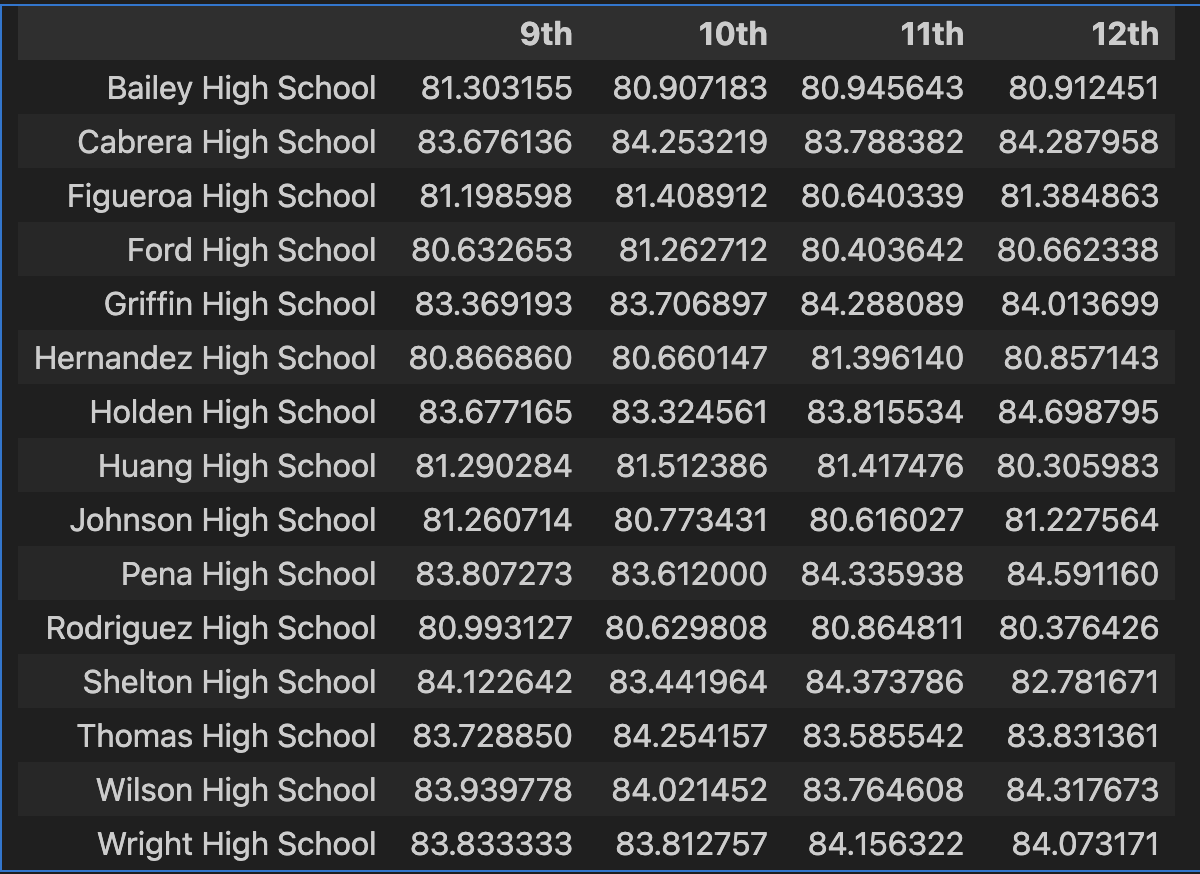 9th 10th 11th 12th
Bailey High School 81.303155 80.907183 80.945643 80.912451
Cabrera High School 83.676136 84.253219 83.788382 84.287958
Figueroa High School 81.198598 81.408912 80.640339 81.384863
Ford High School 80.632653 81.262712 80.403642 80.662338
Griffin High School 83.369193 83.706897 84.288089 84.013699
Hernandez High School 80.866860 80.660147 81.396140 80.857143
Holden High School 83.677165 83.324561 83.815534 84.698795
Huang High School 81.290284 81.512386 81.417476 80.305983
Johnson High School 81.260714 80.773431 80.616027 81.227564
Pena High School 83.807273 83.612000 84.335938 84.591160
Rodriguez High School 80.993127 80.629808 80.864811 80.376426
Shelton High School 84.122642 83.441964 84.373786 82.781671
Thomas High School 83.728850 84.254157 83.585542 83.831361
Wilson High School 83.939778 84.021452 83.764608 84.317673
Wright High School 83.833333 83.812757 84.156322 84.073171